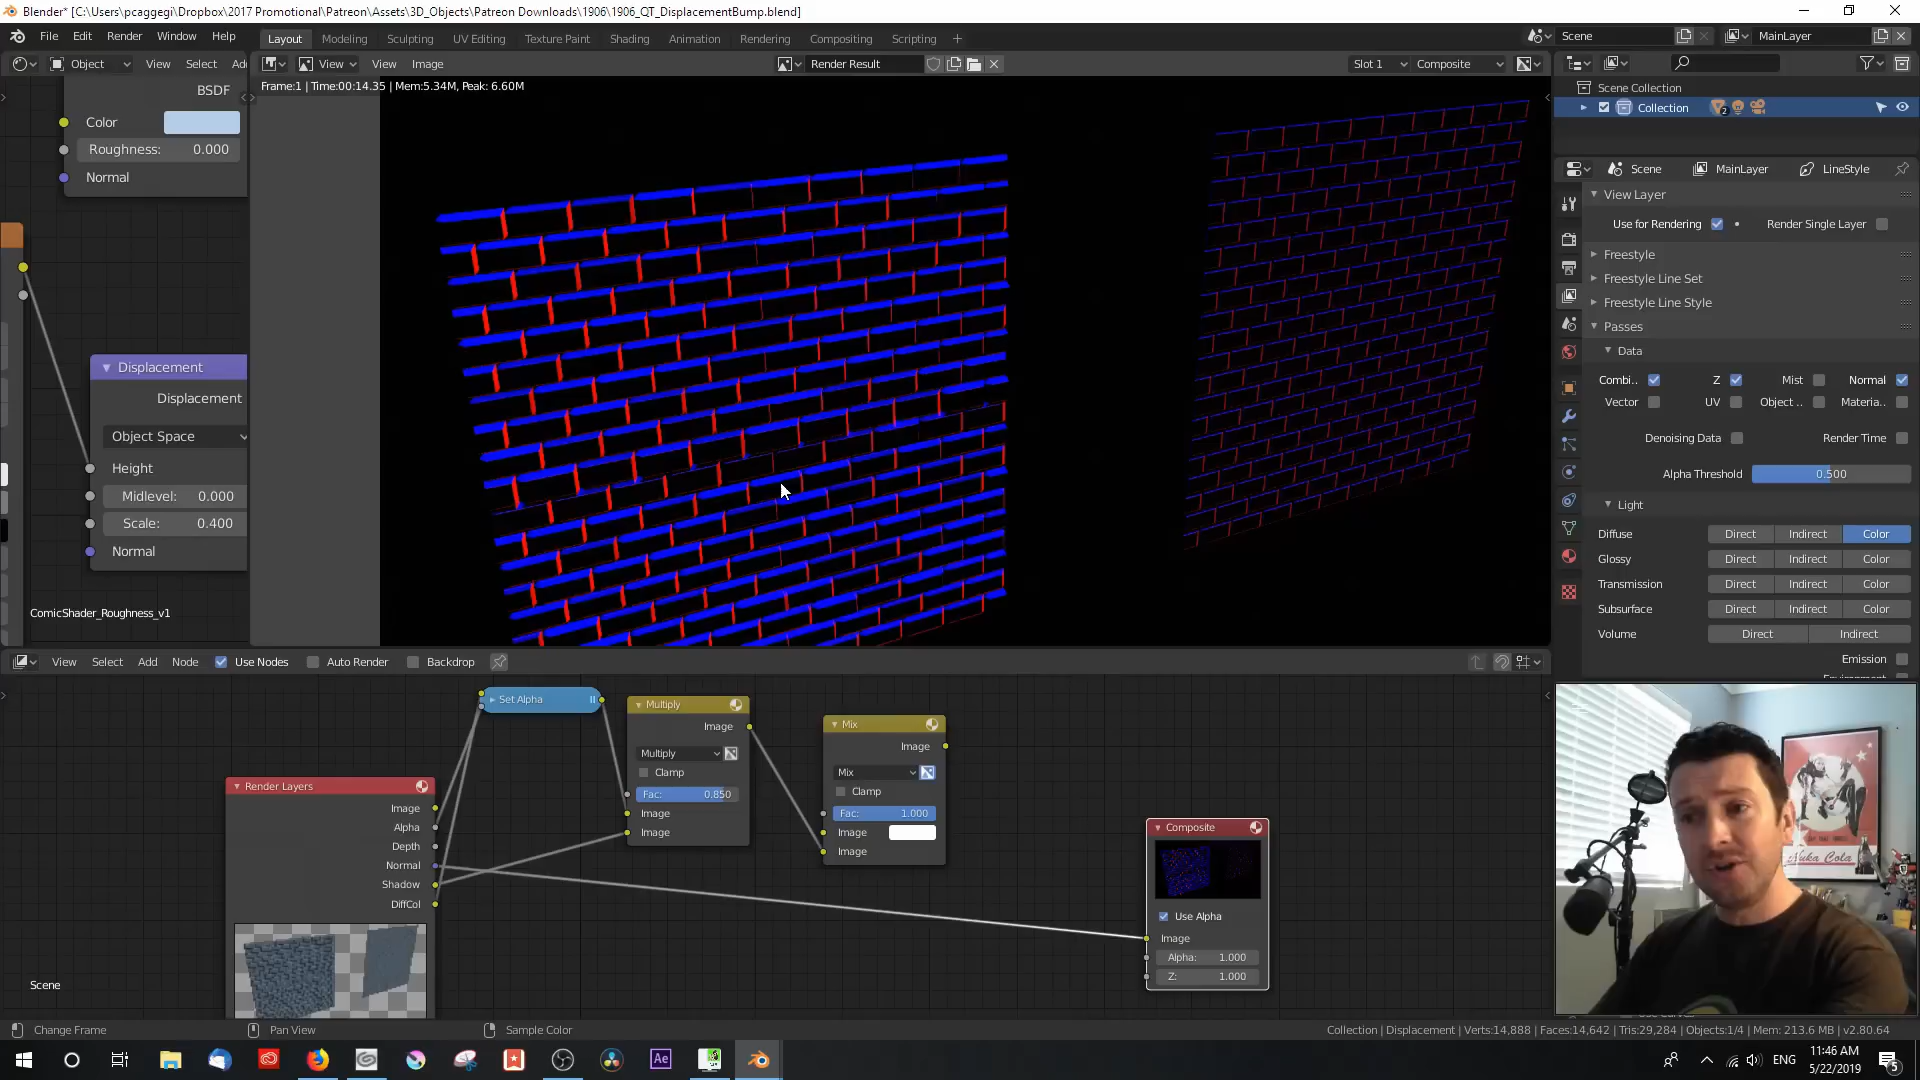 Blender* [C:\Users\pcaggegi\Dropbox\2017 Promotional\Patreon\Assets\3D_Objects\Patreon Downloads\1906\1906_QT_DisplacementBump.blend]
File Edit Render Window Help
Layout Modeling Sculpting UV Editing Texture Paint Shading Animation Rendering Compositing Scripting +
Scene MainLayer
Object View Select Add
View View Image Render Result Slot 1 Composite
Frame:1 | Time:00:14.35 | Mem:5.34M, Peak: 6.60M
BSDF
Color
Roughness: 0.000
Normal
Displacement
Displacement
Object Space
Height
Midlevel: 0.000
Scale: 0.400
Normal
ComicShader_Roughness_v1
Scene Collection
Collection 2
Scene MainLayer LineStyle
View Layer
Use for Rendering Render Single Layer
Freestyle
Freestyle Line Set
Freestyle Line Style
Passes
Data
Combi.. Z Mist Normal
Vector UV Object .. Materia..
Denoising Data Render Time
Alpha Threshold 0.500
Light
Diffuse Direct Indirect Color
Glossy Direct Indirect Color
Transmission Direct Indirect Color
Subsurface Direct Indirect Color
Volume Direct Indirect
Emission
View Select Add Node Use Nodes Auto Render Backdrop
Set Alpha
Multiply
Image
Multiply
Clamp
Fac: 0.850
Image
Image
Mix
Image
Mix
Clamp
Fac: 1.000
Image
Image
Render Layers
Image
Alpha
Depth
Normal
Shadow
DiffCol
Composite
Use Alpha
Image
Alpha: 1.000
Z: 1.000
Scene
Nuka Cola
Change Frame Pan View Sample Color
Collection | Displacement | Verts:14,888 | Faces:14,642 | Tris:29,284 | Objects:1/4 | Mem: 213.6 MB | v2.80.64
Ae
ENG
11:46 AM
5/22/2019
5